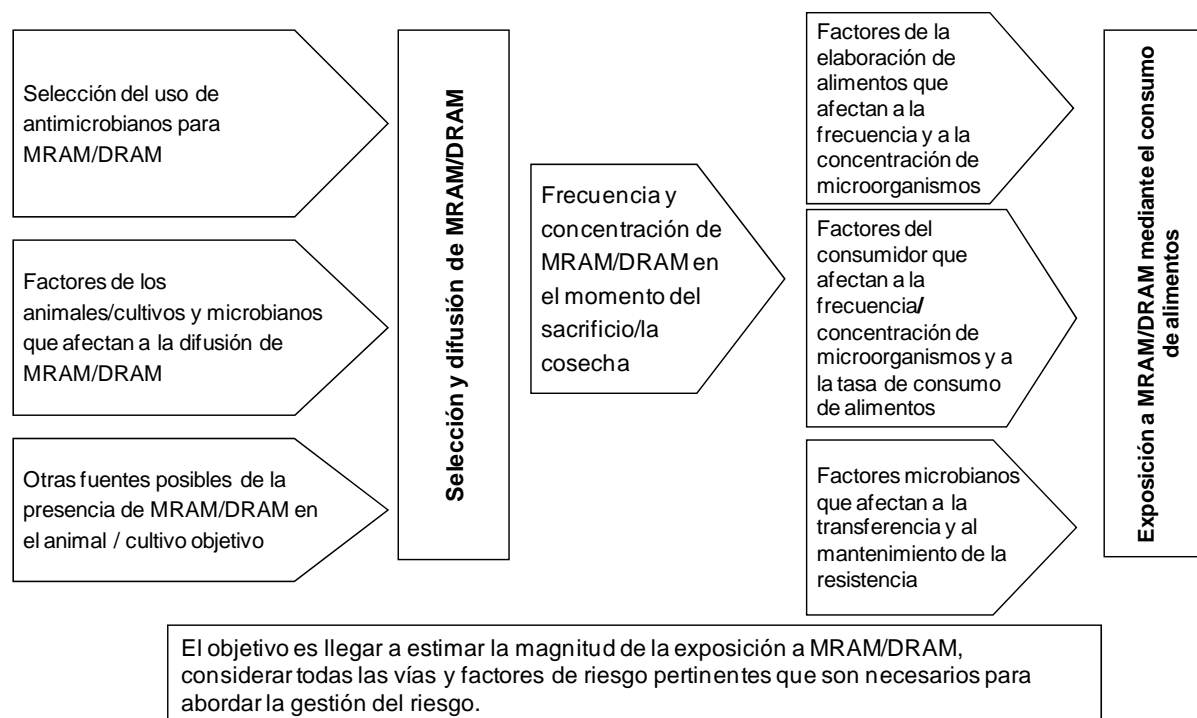 Selección del uso de
antimicrobianos para
MRAM/DRAM
Factores de los
animales/cultivos y microbianos
que afectan a la difusión de
MRAM/DRAM
Otras fuentes posibles de la
presencia de MRAM/DRAM en
el animal / cultivo objetivo
Selección y difusión de MRAM/DRAM
Frecuencia y
concentración de
MRAM/DRAM en
el momento del
sacrificio/la
cosecha
Factores de la
elaboración de
alimentos que
afectan a la
frecuencia y a la
concentración de
microorganismos
Factores del
consumidor que
afectan a la
frecuencia/
concentración de
microorganismos y a
la tasa de consumo
de alimentos
Factores microbianos
que afectan a la
transferencia y al
mantenimiento de la
resistencia
Exposición a MRAM/DRAM mediante el consumo
de alimentos
El objetivo es llegar a estimar la magnitud de la exposición a MRAM/DRAM,
considerar todas las vías y factores de riesgo pertinentes que son necesarios para
abordar la gestión del riesgo.